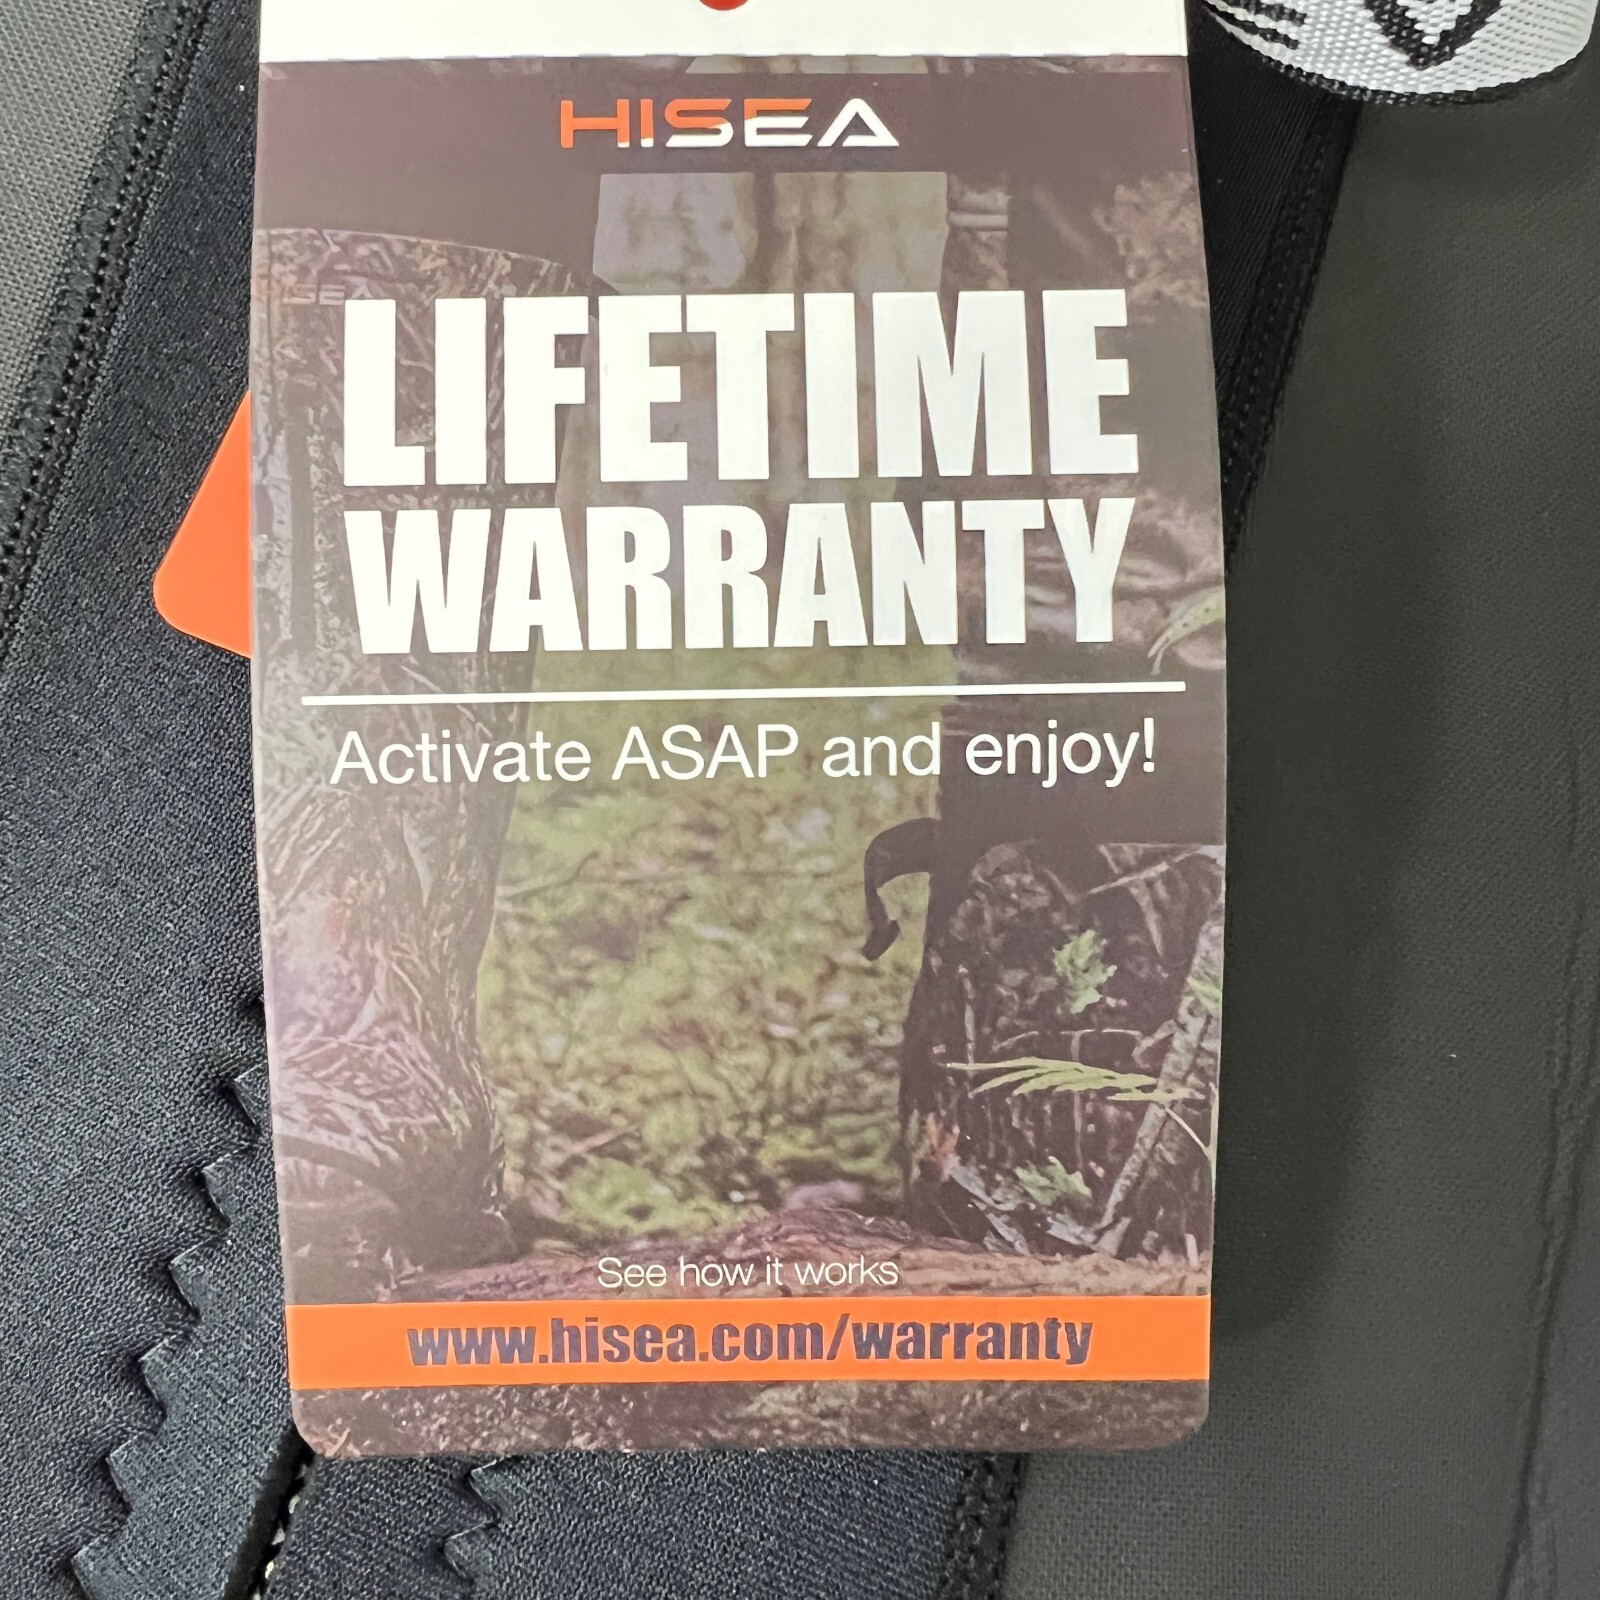 HISEA
LIFETIME
WARRANTY
Activate ASAP and enjoy!
See how it works
www.hisea.com/warranty